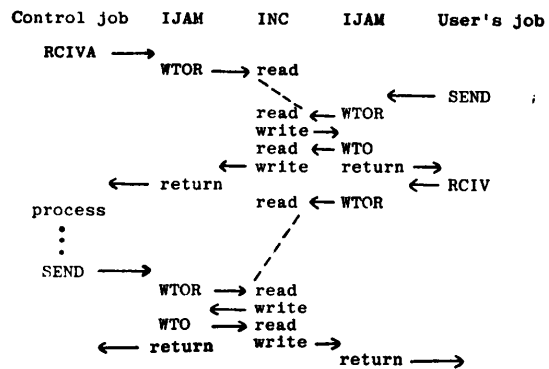 Control job IJAM INC IJAM User's job
RCIVA
WTOR read
SEND
read WTOR
write
read WTO
write return
return RCIV
read WTOR
process
SEND
WTOR read
write
WTO read
return write
return